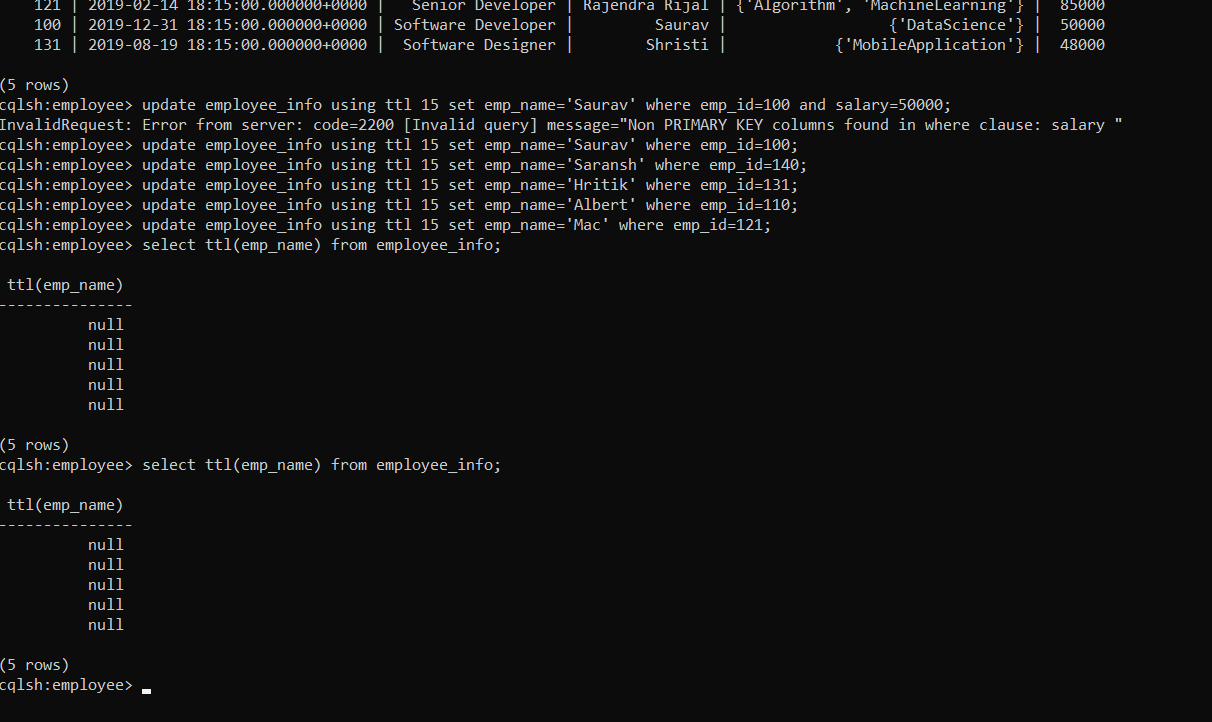 121 | 2019-02-14 18:15:00.000000+0000 |   Senior Developer | Rajendra Rijal | {'Algorithm', 'MachineLearning'} |  85000
100 | 2019-12-31 18:15:00.000000+0000 | Software Developer |         Saurav |                  {'DataScience'} |  50000
131 | 2019-08-19 18:15:00.000000+0000 |  Software Designer |        Shristi |            {'MobileApplication'} |  48000
(5 rows)
cqlsh:employee> update employee_info using ttl 15 set emp_name='Saurav' where emp_id=100 and salary=50000;
InvalidRequest: Error from server: code=2200 [Invalid query] message="Non PRIMARY KEY columns found in where clause: salary "
cqlsh:employee> update employee_info using ttl 15 set emp_name='Saurav' where emp_id=100;
cqlsh:employee> update employee_info using ttl 15 set emp_name='Saransh' where emp_id=140;
cqlsh:employee> update employee_info using ttl 15 set emp_name='Hritik' where emp_id=131;
cqlsh:employee> update employee_info using ttl 15 set emp_name='Albert' where emp_id=110;
cqlsh:employee> update employee_info using ttl 15 set emp_name='Mac' where emp_id=121;
cqlsh:employee> select ttl(emp_name) from employee_info;
ttl(emp_name)
---------------
null
null
null
null
null
(5 rows)
cqlsh:employee> select ttl(emp_name) from employee_info;
ttl(emp_name)
---------------
null
null
null
null
null
(5 rows)
cqlsh:employee>